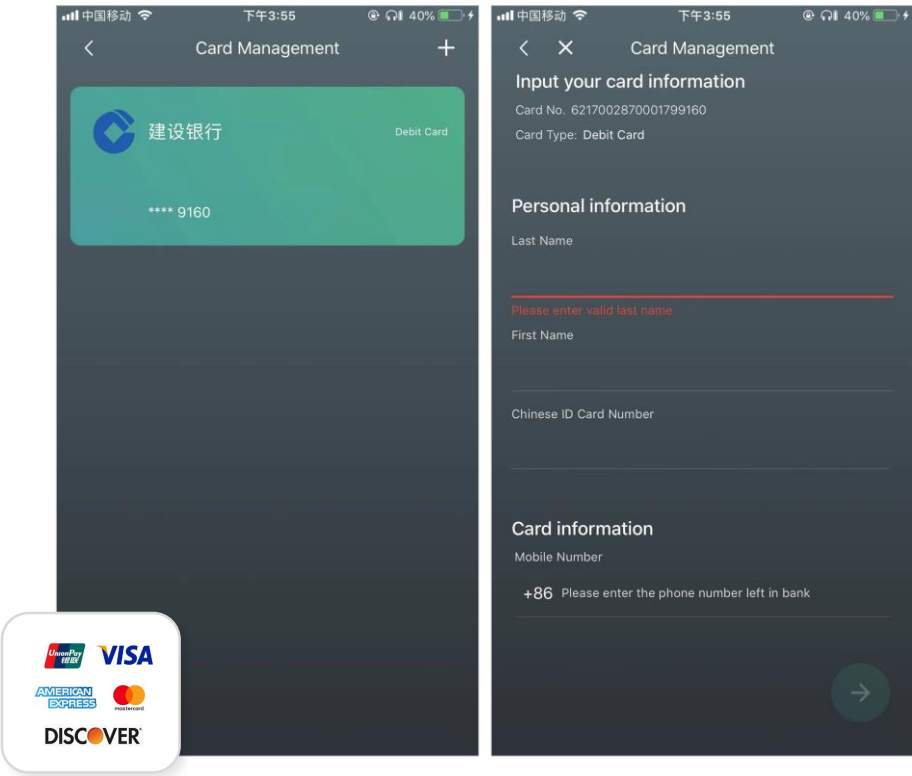 中国移动 下午3:55 40%
Card Management
建设银行 Debit Card
**** 9160
中国移动 下午3:55 40%
Card Management
Input your card information
Card No. 6217002870001799160
Card Type: Debit Card
Personal information
Last Name
Please enter valid last name
First Name
Chinese ID Card Number
Card information
Mobile Number
+86 Please enter the phone number left in bank
UnionPay 银联 VISA
AMERICAN EXPRESS mastercard
DISCOVER